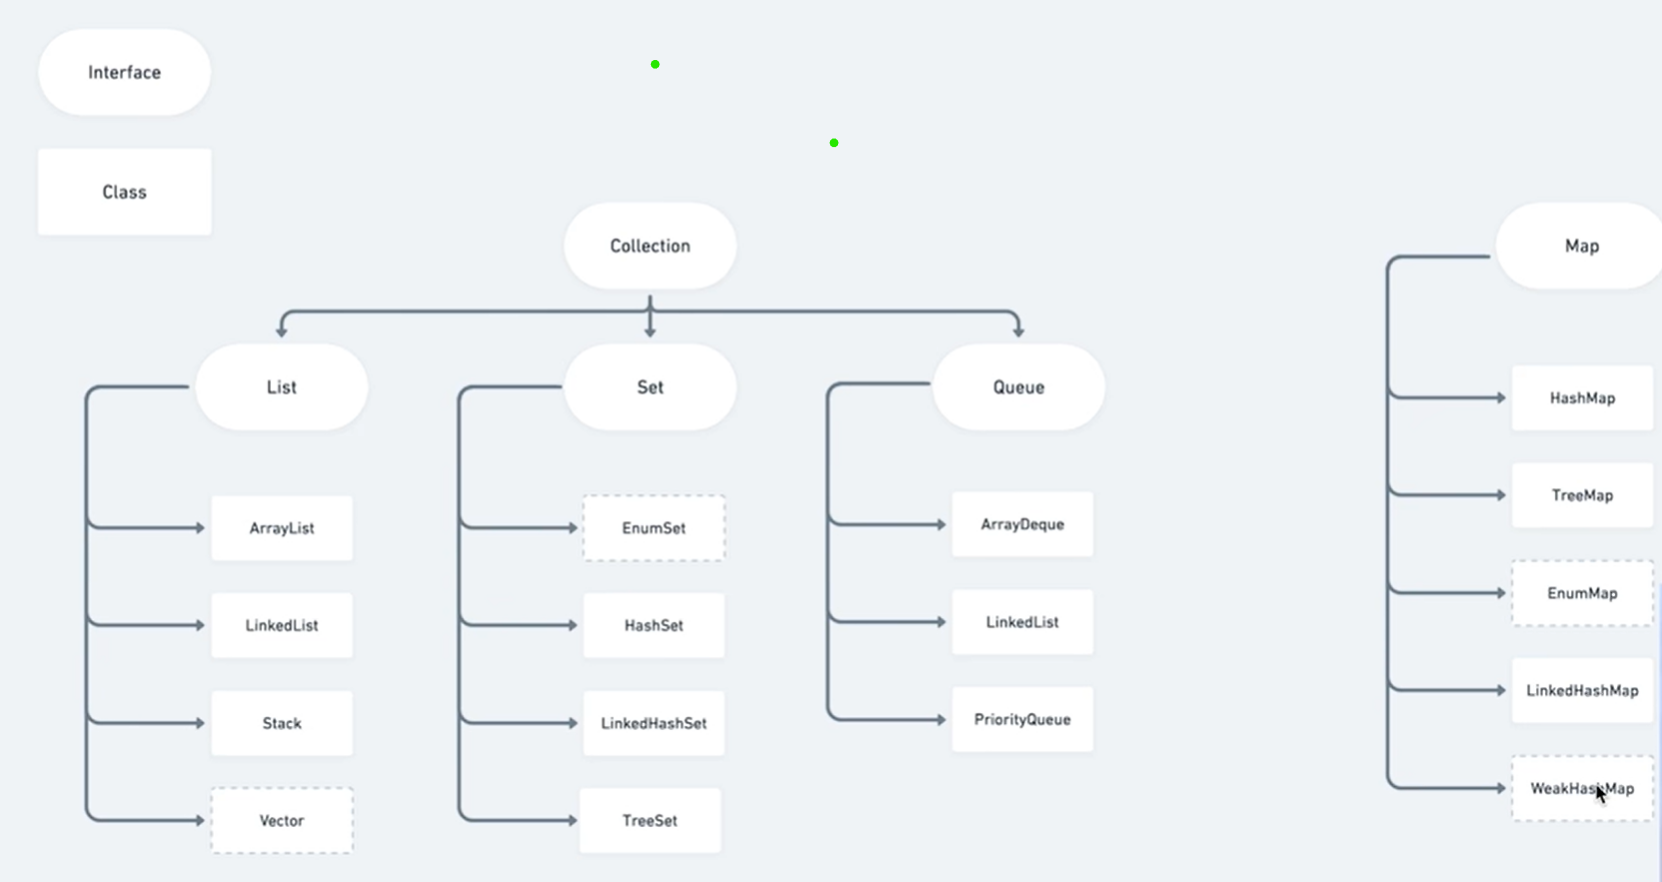 Interface
Class
Collection
Map
List
Set
Queue
HashMap
TreeMap
EnumMap
LinkedHashMap
WeakHashMap
ArrayList
LinkedList
Stack
Vector
EnumSet
HashSet
LinkedHashSet
TreeSet
ArrayDeque
LinkedList
PriorityQueue